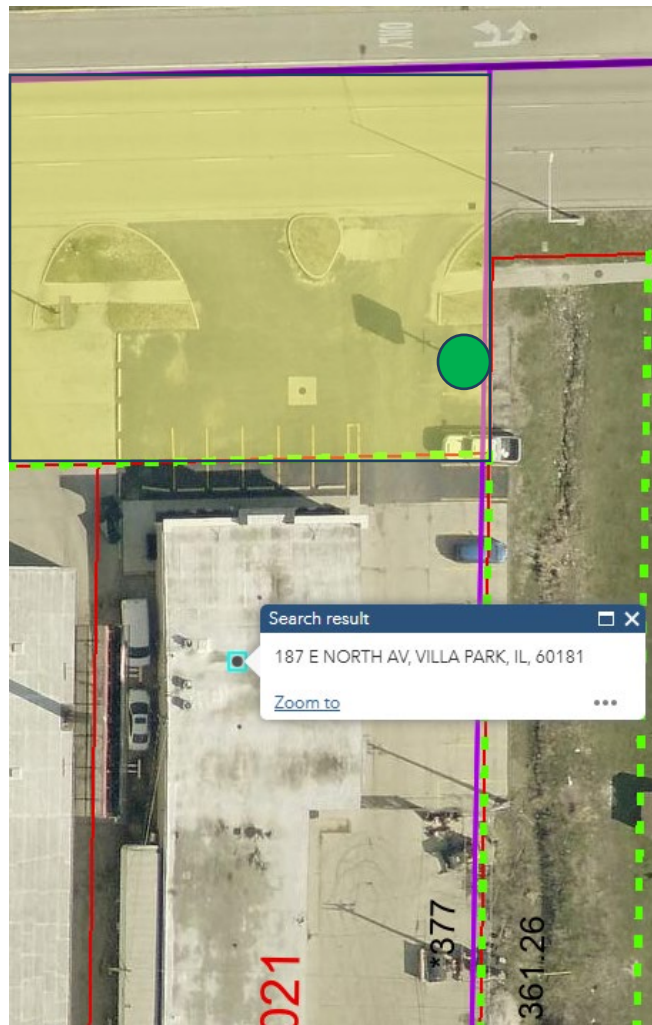 ONLY
Search result
187 E NORTH AV, VILLA PARK, IL, 60181
Zoom to
*377
361.26
021